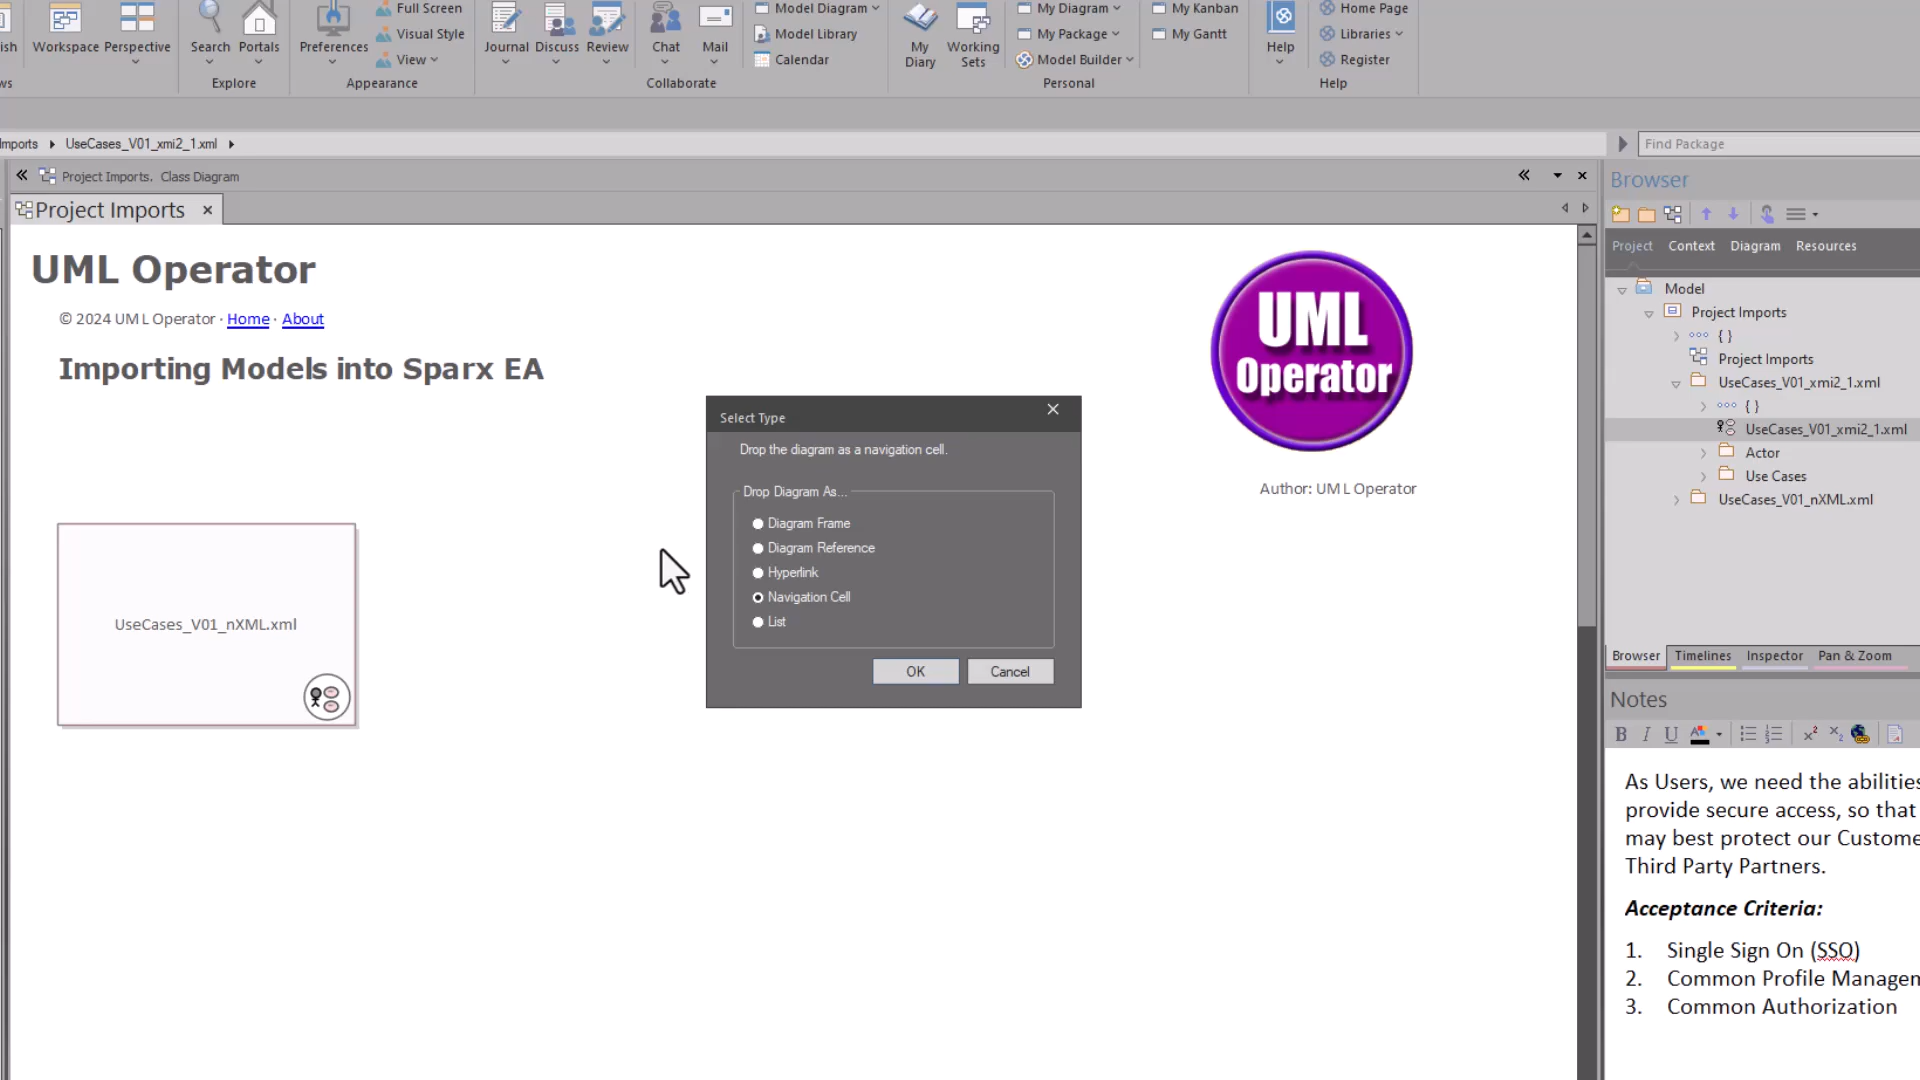 ish
Workspace
Perspective
ws
Search
Portals
Explore
Preferences
Full Screen
Visual Style
View
Appearance
Journal
Discuss
Review
Chat
Mail
Model Diagram
Model Library
Calendar
Collaborate
My
Diary
Working
Sets
My Diagram
My Package
Model Builder
My Kanban
My Gantt
Personal
Help
Home Page
Libraries
Register
Help
UseCases_V01_xmi2_1.xml
Find Package
Project Imports. Class Diagram
Project Imports
UML Operator
© 2024 UML Operator · Home · About
Importing Models into Sparx EA
UML
Operator
Author: UML Operator
UseCases_V01_nXML.xml
Select Type
Drop the diagram as a navigation cell.
Drop Diagram As...
Diagram Frame
Diagram Reference
Hyperlink
Navigation Cell
List
OK
Cancel
Browser
Project
Context
Diagram
Resources
Model
Project Imports
{ }
Project Imports
UseCases_V01_xmi2_1.xml
{ }
UseCases_V01_xmi2_1.xml
Actor
Use Cases
UseCases_V01_nXML.xml
Browser
Timelines
Inspector
Pan & Zoom
Notes
As Users, we need the abilities
provide secure access, so that
may best protect our Custome
Third Party Partners.
Acceptance Criteria:
1. Single Sign On (SSO)
2. Common Profile Managem
3. Common Authorization